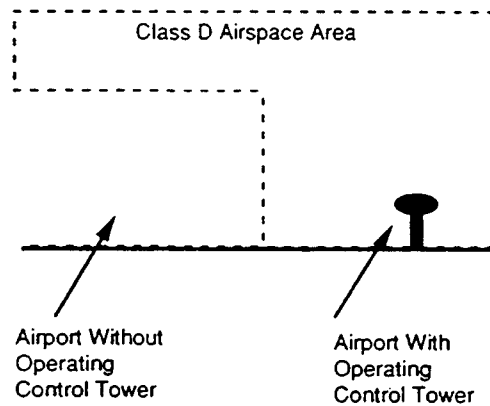 Class D Airspace Area
Airport Without
Operating
Control Tower
Airport With
Operating
Control Tower